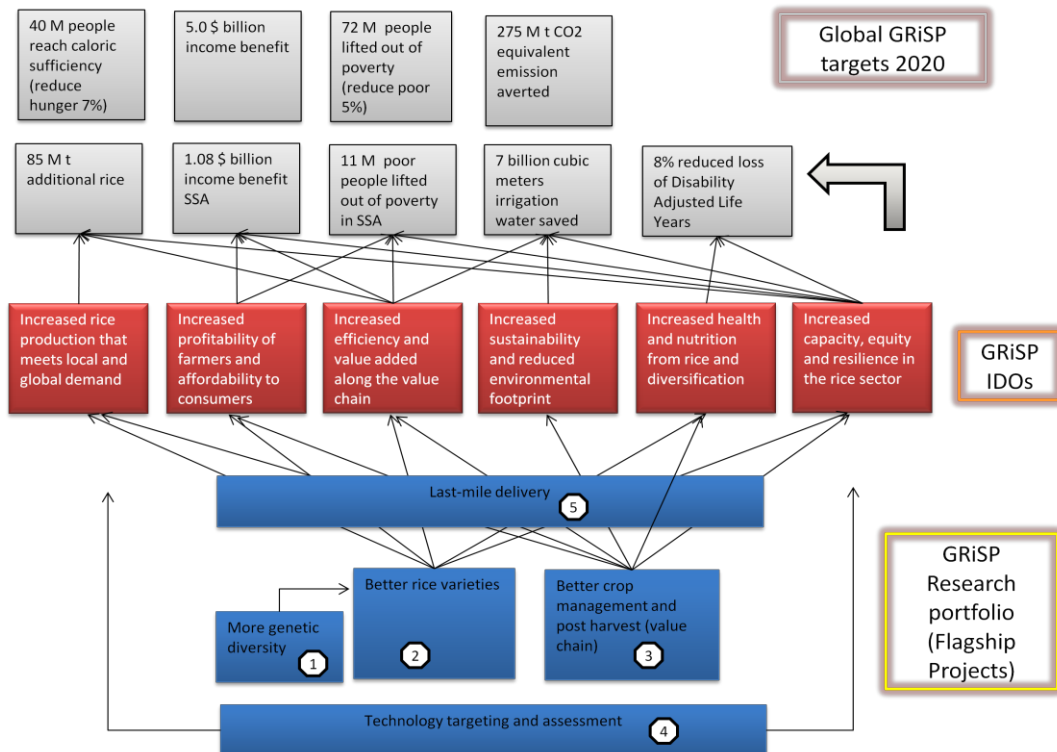 40 M people
reach caloric
sufficiency
(reduce
hunger 7%)
5.0 $ billion
income benefit
72 M people
lifted out of
poverty
(reduce poor
5%)
275 M t CO2
equivalent
emission
averted
Global GRiSP
targets 2020
85 M t
additional rice
1.08 $ billion
income benefit
SSA
11 M poor
people lifted
out of poverty
in SSA
7 billion cubic
meters
irrigation
water saved
8% reduced loss
of Disability
Adjusted Life
Years
Increased rice
production that
meets local and
global demand
Increased
profitability of
farmers and
affordability to
consumers
Increased
efficiency and
value added
along the value
chain
Increased
sustainability
and reduced
environmental
footprint
Increased health
and nutrition
from rice and
diversification
Increased
capacity, equity
and resilience in
the rice sector
GRiSP
IDOs
Last-mile delivery
5
Better rice varieties
2
Better crop
management and
post harvest (value
chain)
3
More genetic
diversity
1
GRiSP
Research
portfolio
(Flagship
Projects)
Technology targeting and assessment
4